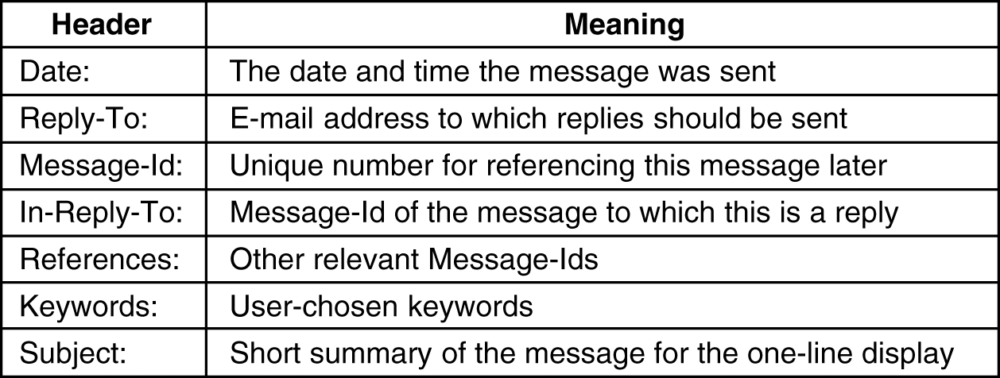 Header Meaning
Date: The date and time the message was sent
Reply-To: E-mail address to which replies should be sent
Message-Id: Unique number for referencing this message later
In-Reply-To: Message-Id of the message to which this is a reply
References: Other relevant Message-Ids
Keywords: User-chosen keywords
Subject: Short summary of the message for the one-line display